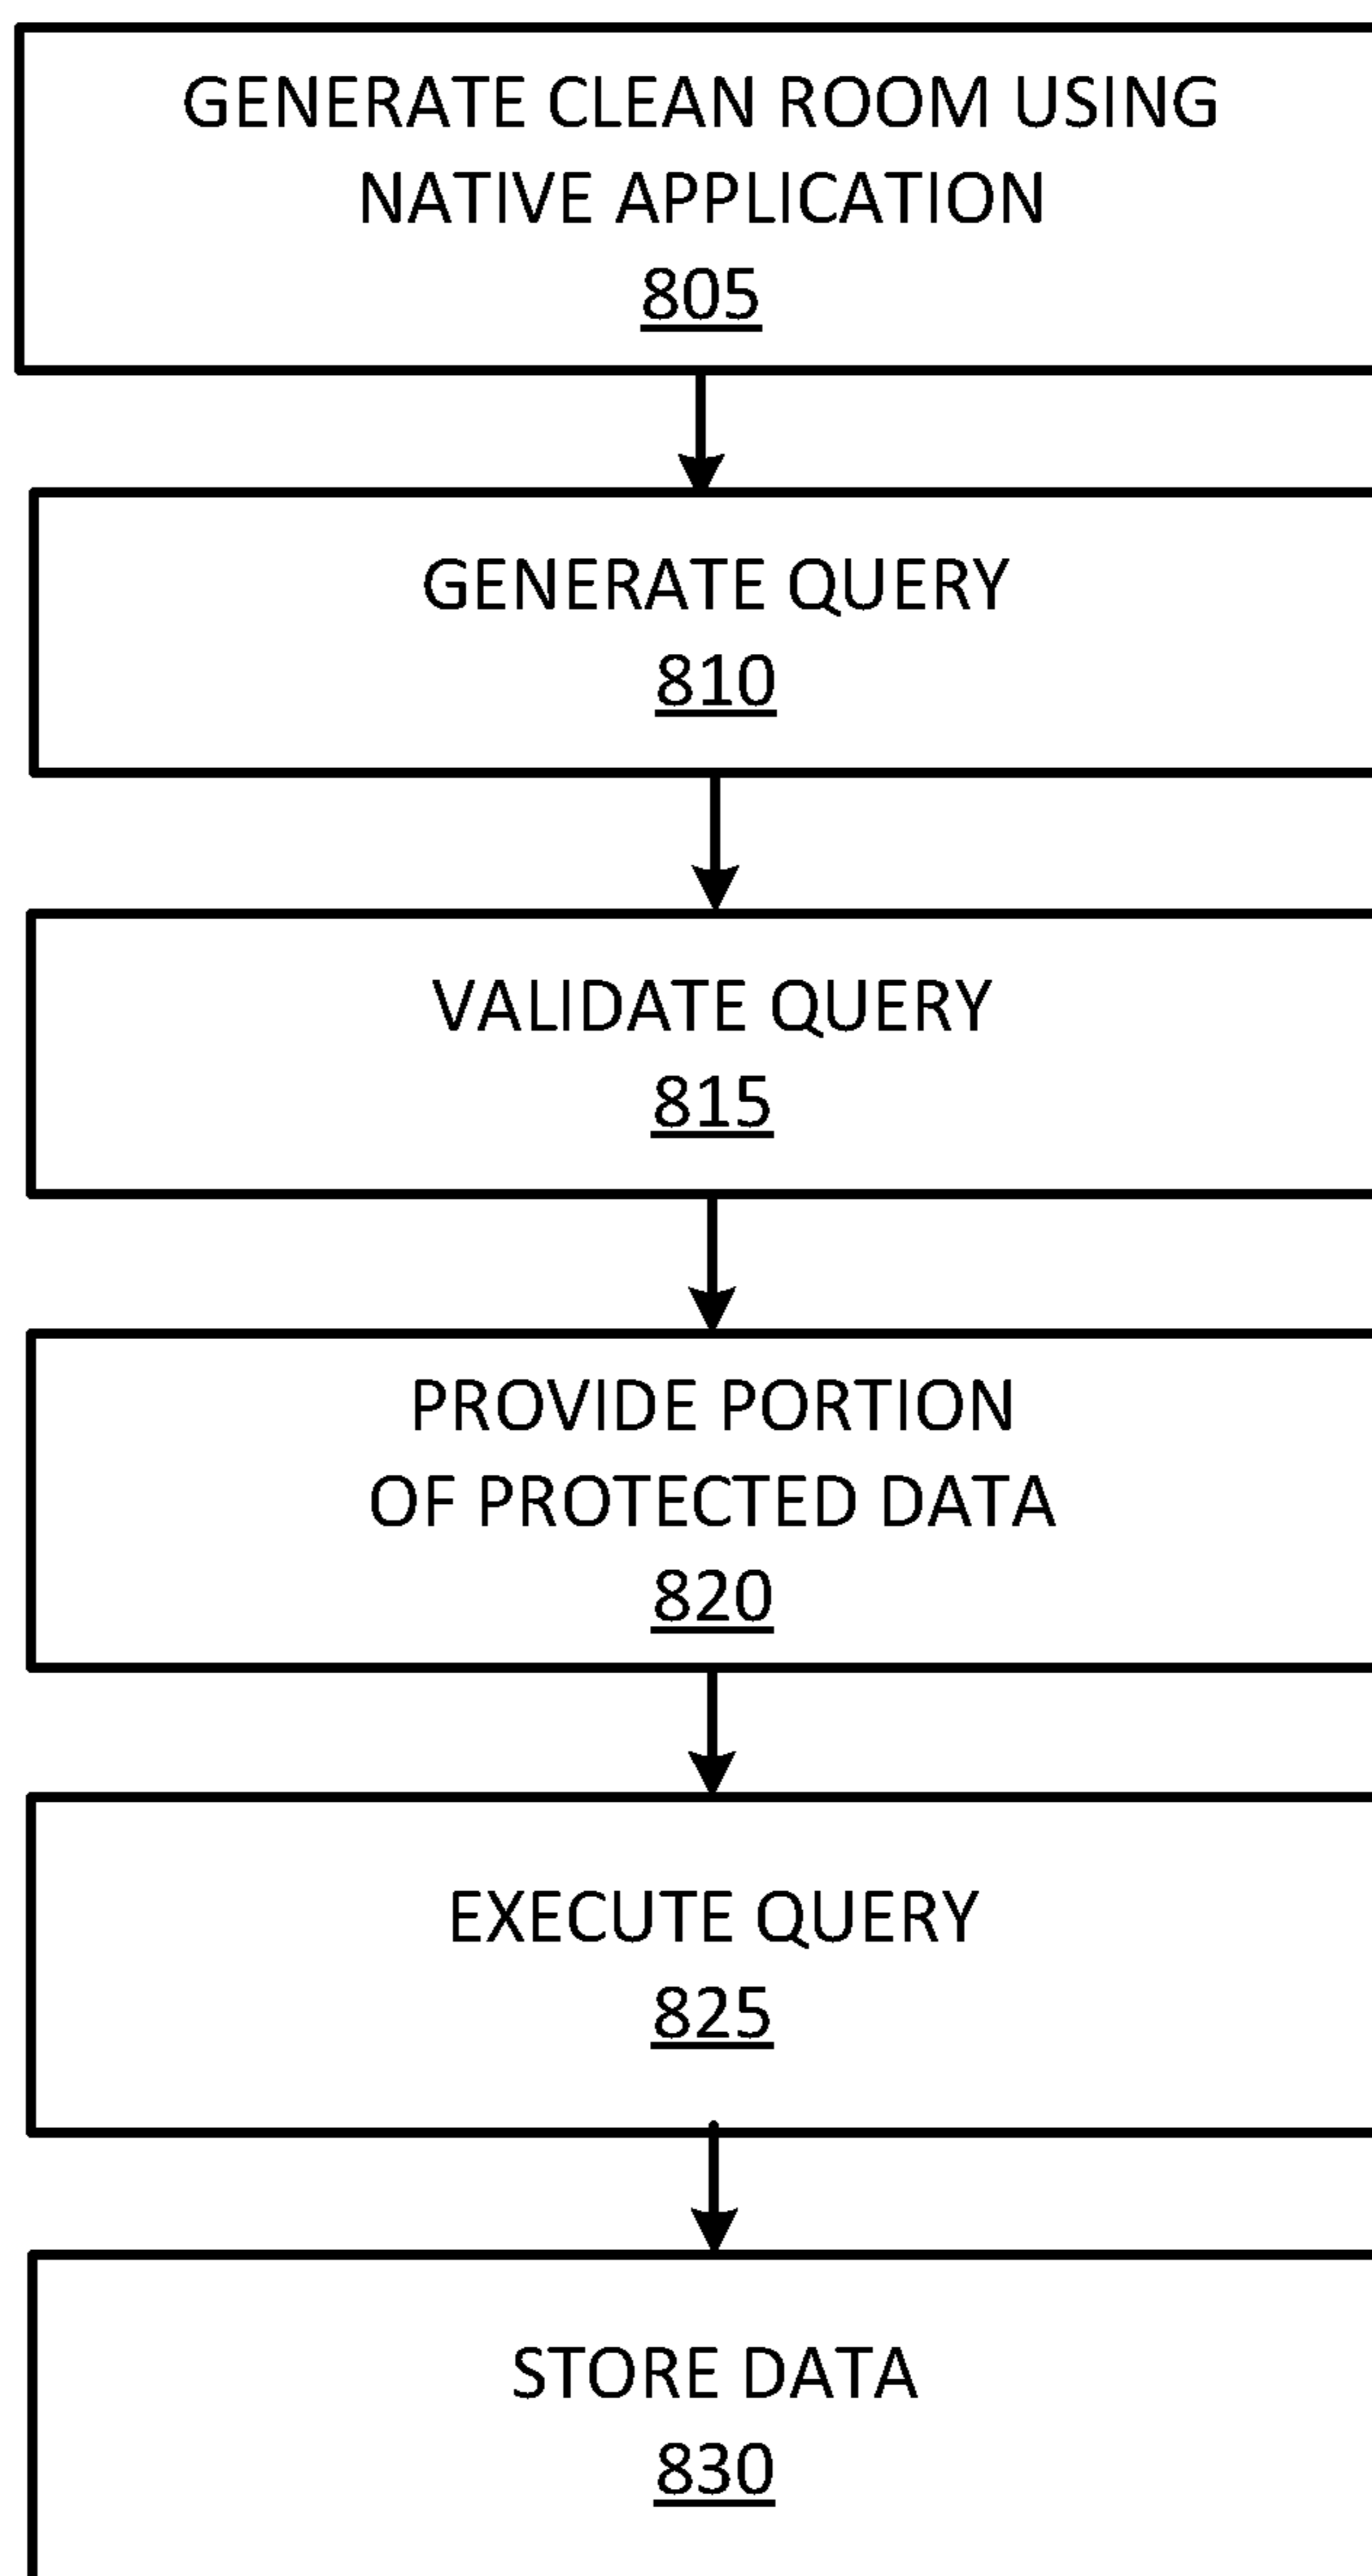 GENERATE CLEAN ROOM USING
NATIVE APPLICATION
805
GENERATE QUERY
810
VALIDATE QUERY
815
PROVIDE PORTION
OF PROTECTED DATA
820
EXECUTE QUERY
825
STORE DATA
830